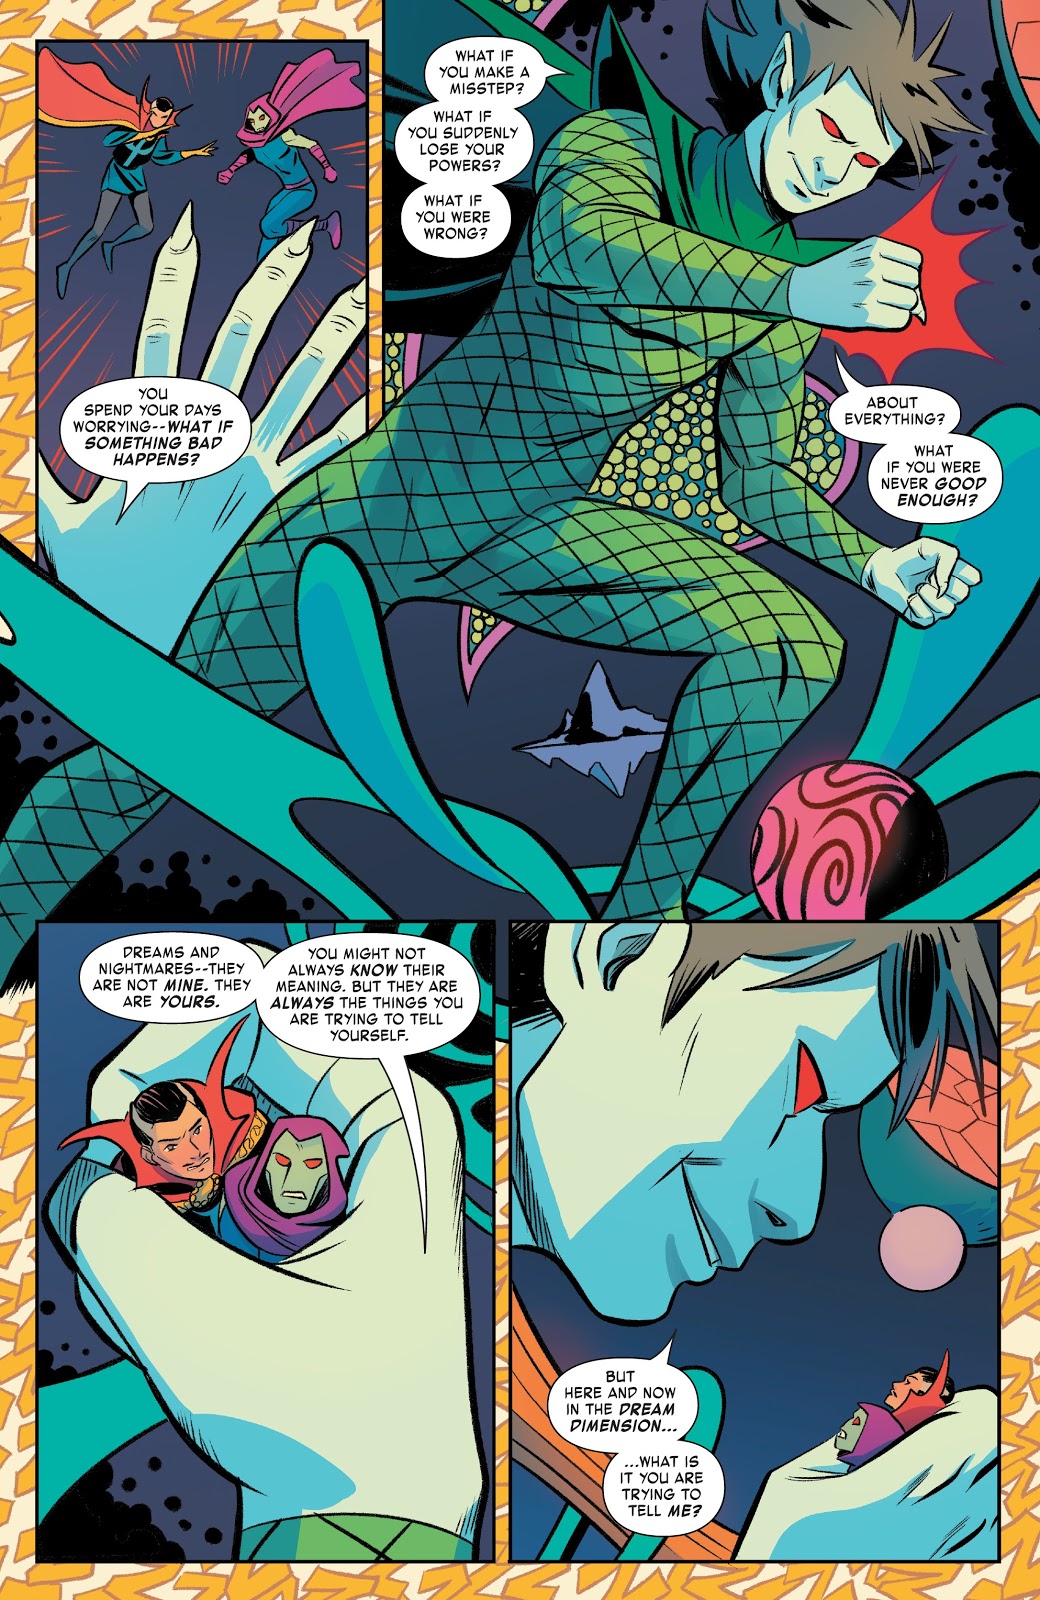 YOU
SPEND YOUR DAYS
WORRYING--WHAT IF
SOMETHING BAD
HAPPENS?
WHAT IF
YOU MAKE A
MISSTEP?
WHAT IF
YOU SUDDENLY
LOSE YOUR
POWERS?
WHAT IF
YOU WERE
WRONG?
ABOUT
EVERYTHING?
WHAT
IF YOU WERE
NEVER GOOD
ENOUGH?
DREAMS AND
NIGHTMARES--THEY
ARE NOT MINE. THEY
ARE YOURS.
YOU MIGHT NOT
ALWAYS KNOW THEIR
MEANING. BUT THEY ARE
ALWAYS THE THINGS YOU
ARE TRYING TO TELL
YOURSELF.
BUT
HERE AND NOW
IN THE DREAM
DIMENSION...
...WHAT IS
IT YOU ARE
TRYING TO
TELL ME?